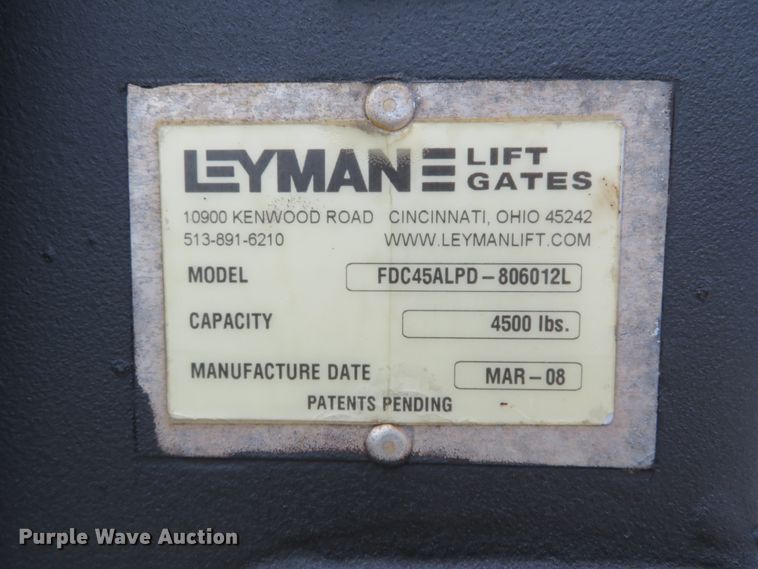 LEYMAN LIFT GATES
10900 KENWOOD ROAD CINCINNATI, OHIO 45242
513-891-6210 WWW.LEYMANLIFT.COM
MODEL FDC45ALPD-806012L
CAPACITY 4500 lbs.
MANUFACTURE DATE MAR-08
PATENTS PENDING
Purple Wave Auction